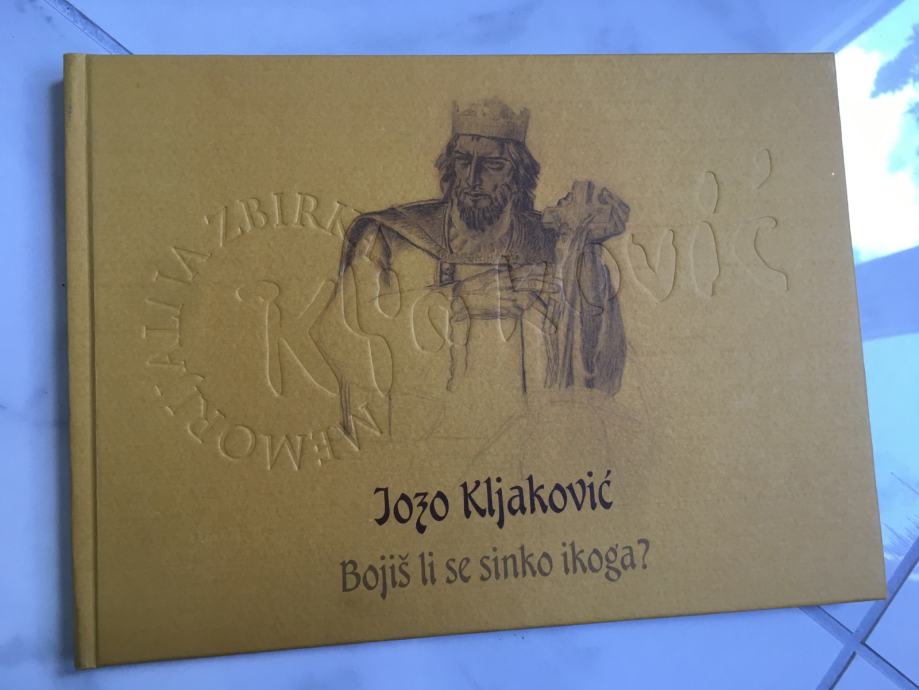 MEMORIJALNA ZBIRKA
Kljaković
Jozo Kljaković
Bojiš li se sinko ikoga?